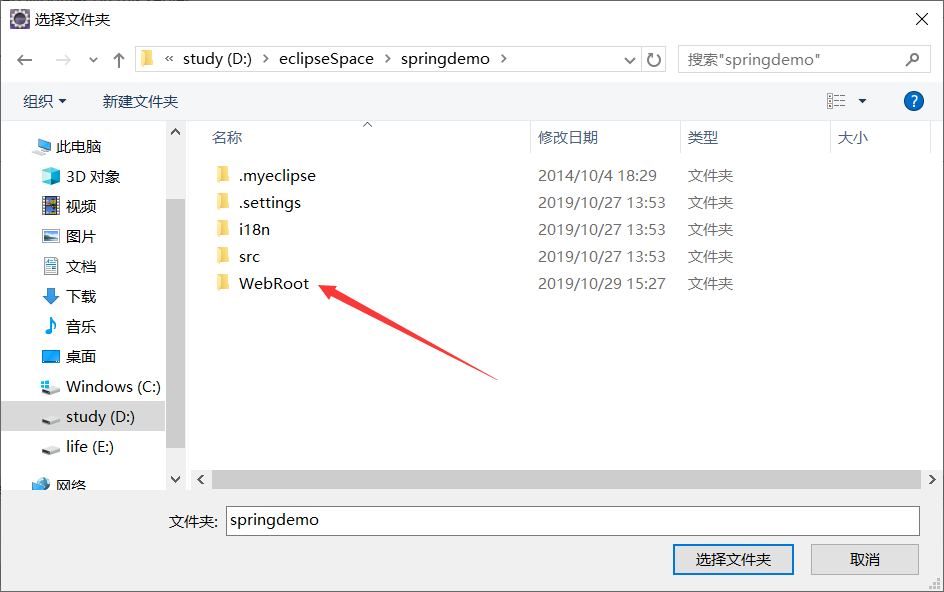 选择文件夹
« study (D:) > eclipseSpace > springdemo >
搜索"springdemo"
组织
新建文件夹
?
名称 修改日期 类型 大小
此电脑
3D 对象
视频
图片
文档
下载
音乐
桌面
Windows (C:)
study (D:)
life (E:)
网络
.myeclipse 2014/10/4 18:29 文件夹
.settings 2019/10/27 13:53 文件夹
i18n 2019/10/27 13:53 文件夹
src 2019/10/27 13:53 文件夹
WebRoot 2019/10/29 15:27 文件夹
文件夹: springdemo
选择文件夹 取消